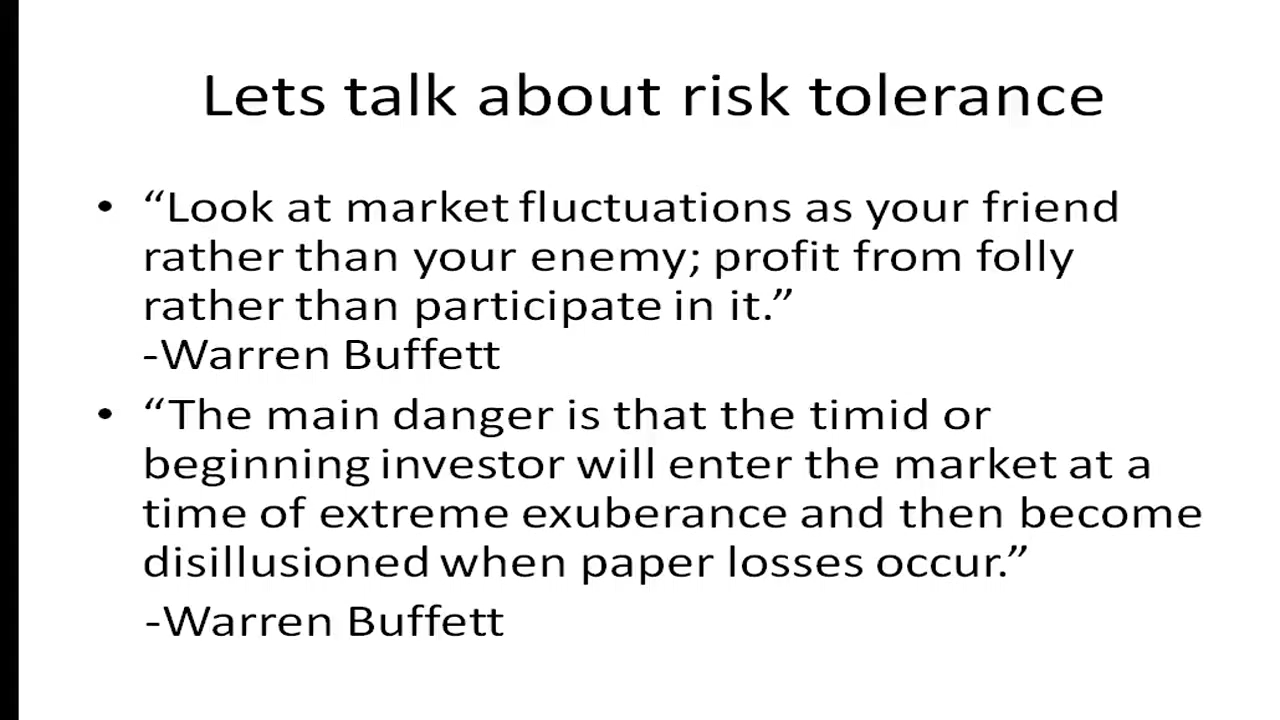 Lets talk about risk tolerance
• “Look at market fluctuations as your friend
rather than your enemy; profit from folly
rather than participate in it.”
-Warren Buffett
• “The main danger is that the timid or
beginning investor will enter the market at a
time of extreme exuberance and then become
disillusioned when paper losses occur.”
-Warren Buffett